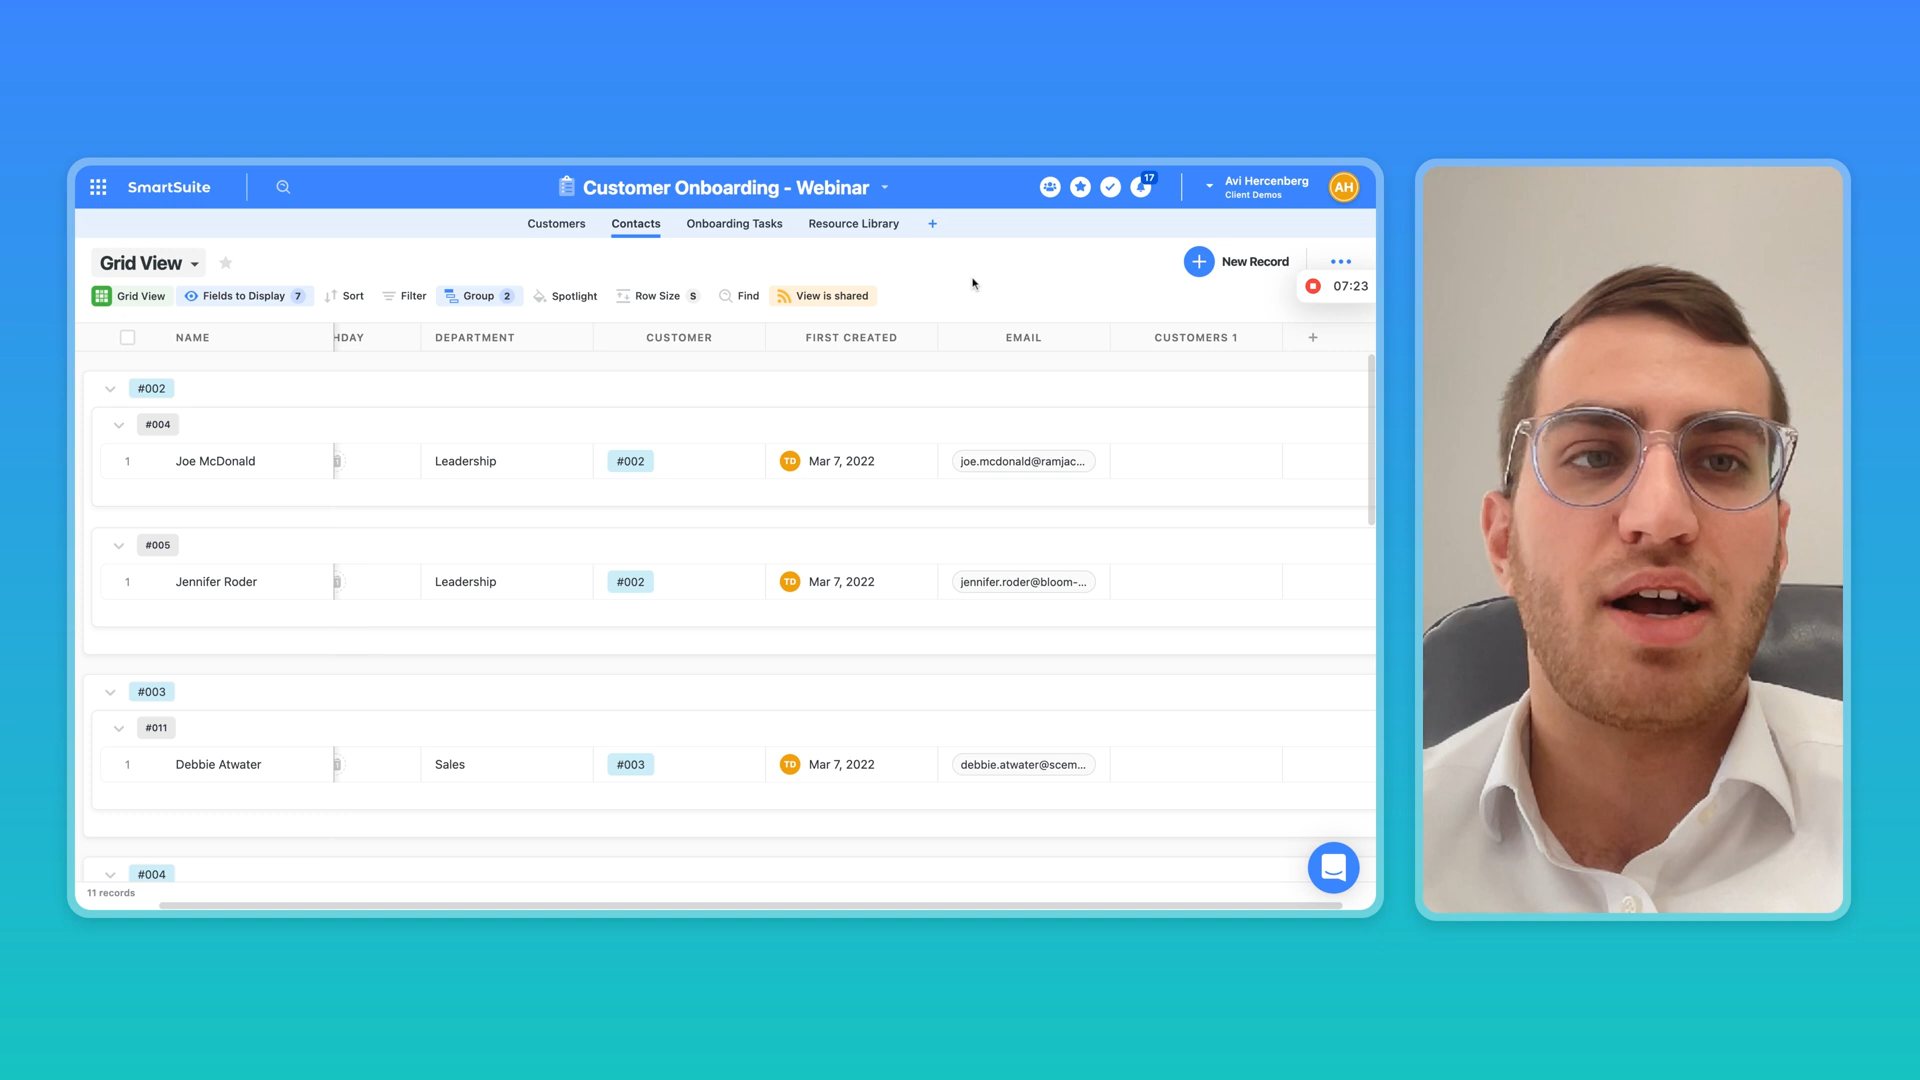 SmartSuite
Customer Onboarding - Webinar
17
Avi Hercenberg
Client Demos
AH
Customers
Contacts
Onboarding Tasks
Resource Library
+
Grid View
New Record
Grid View
Fields to Display 7
Sort
Filter
Group 2
Spotlight
Row Size S
Find
View is shared
07:23
NAME
HDAY
DEPARTMENT
CUSTOMER
FIRST CREATED
EMAIL
CUSTOMERS 1
+
#002
#004
1 Joe McDonald Leadership #002 TD Mar 7, 2022 joe.mcdonald@ramjac...
#005
1 Jennifer Roder Leadership #002 TD Mar 7, 2022 jennifer.roder@bloom-...
#003
#011
1 Debbie Atwater Sales #003 TD Mar 7, 2022 debbie.atwater@scem...
#004
11 records